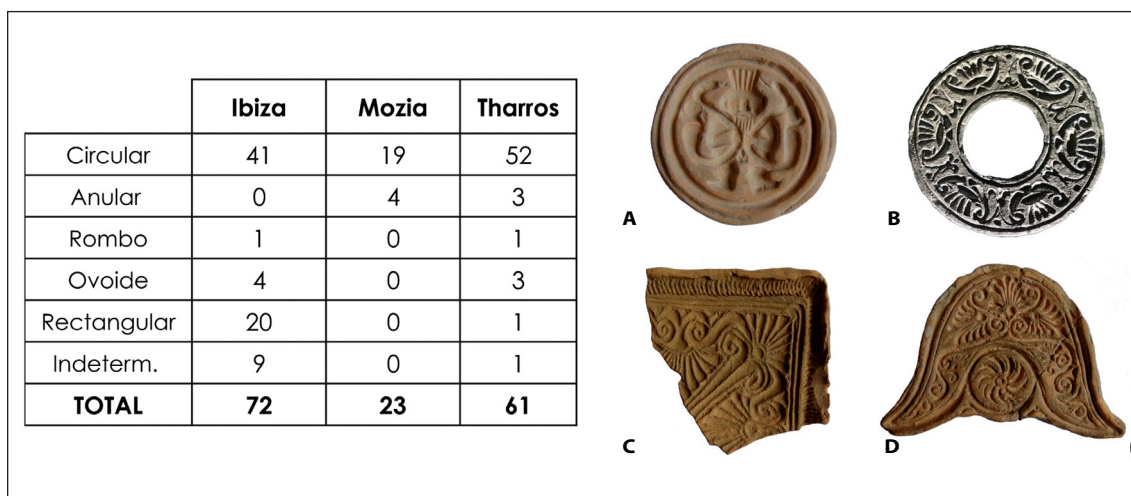 Ibiza Mozia Tharros
Circular 41 19 52
Anular 0 4 3
Rombo 1 0 1
Ovoide 4 0 3
Rectangular 20 0 1
Indeterm. 9 0 1
TOTAL 72 23 61
A
B
C
D